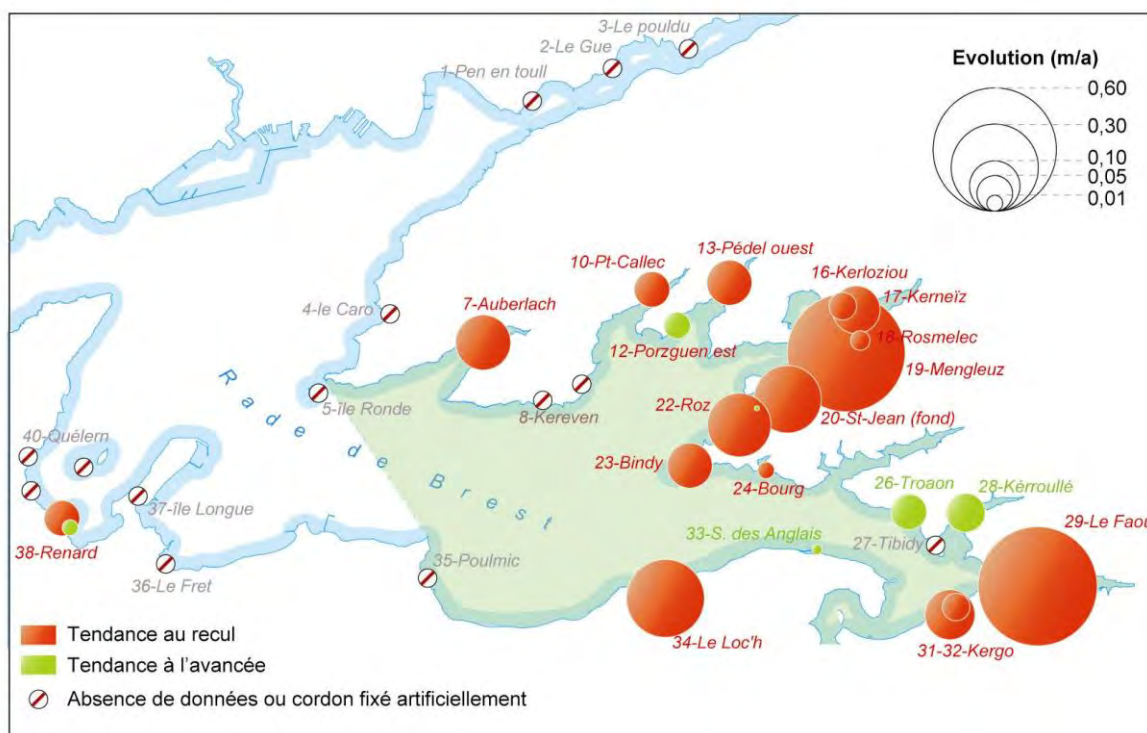 3-Le pouldu
2-Le Gue
1-Pen en toull
Evolution (m/a)
0,60
0,30
0,10
0,05
0,01
13-Pédel ouest
10-Pt-Callec
16-Kerloziou
7-Auberlach
17-Kerneïz
4-le Caro
18-Rosmelec
12-Porzguen est
19-Mengleuz
5-île Ronde
8-Kereven
22-Roz
20-St-Jean (fond)
Rade de Brest
40-Quélern
23-Bindy
24-Bourg
26-Troaon
28-Kèrroullé
37-île Longue
33-S. des Anglais
27-Tibidy
29-Le Faou
38-Renard
35-Poulmic
36-Le Fret
34-Le Loc'h
31-32-Kergo
Tendance au recul
Tendance à l'avancée
Absence de données ou cordon fixé artificiellement